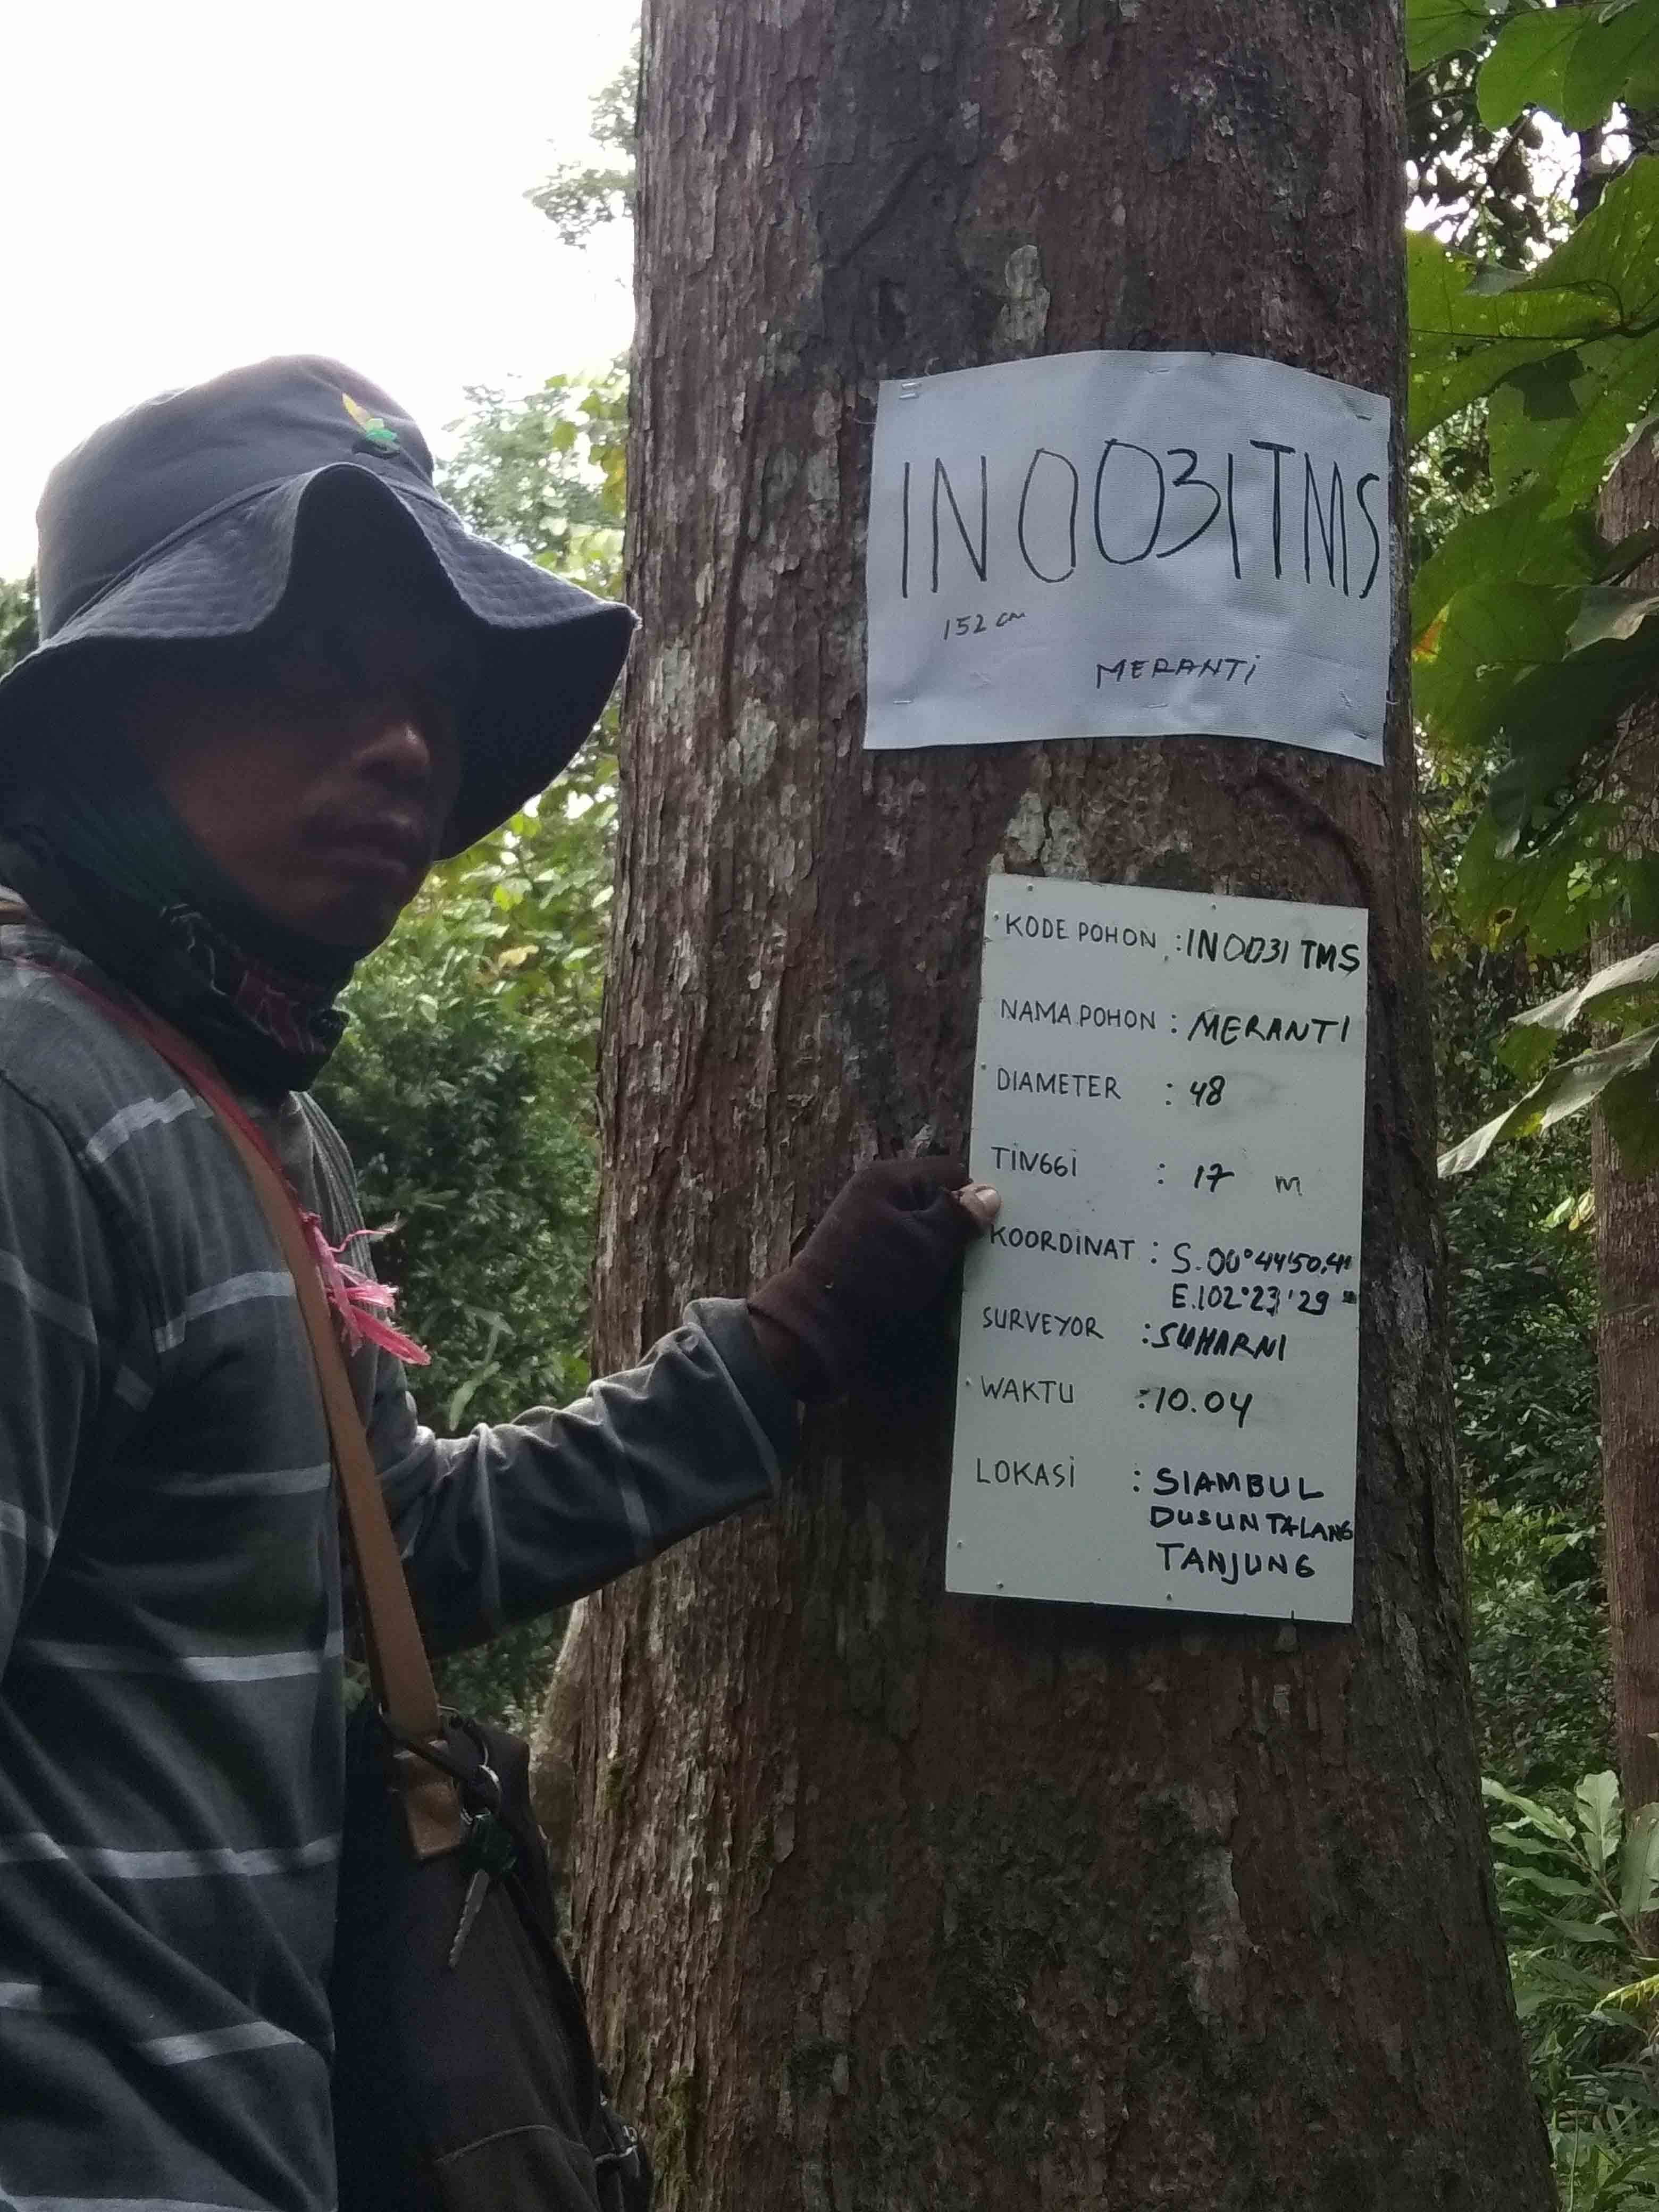 IN0031TMS
152 cm
MERANTi
KODE POHON : IN0031 TMS
NAMA POHON : MERANTI
DIAMETER : 48
TiNGGi : 17 m
KOORDiNAT : S.00°44'50,4"
E.102°23'29"
SURVEYOR : SUHARNI
WAKTU : 10.04
LOKASi : SIAMBUL
DUSUN TALANG
TANJUNG